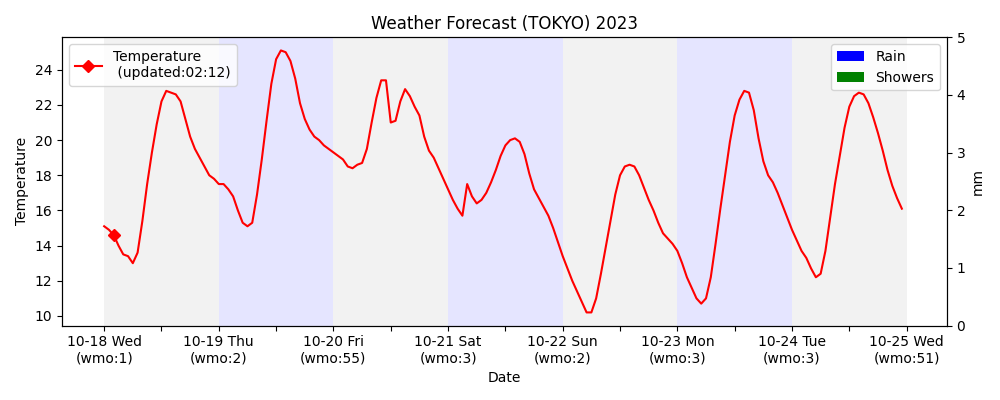 Weather Forecast (TOKYO) 2023
Temperature
(updated:02:12)
Rain
Showers
24
22
20
18
16
14
12
10
Temperature
5
4
3
2
1
0
mm
10-18 Wed
(wmo:1)
10-19 Thu
(wmo:2)
10-20 Fri
(wmo:55)
10-21 Sat
(wmo:3)
10-22 Sun
(wmo:2)
10-23 Mon
(wmo:3)
10-24 Tue
(wmo:3)
10-25 Wed
(wmo:51)
Date